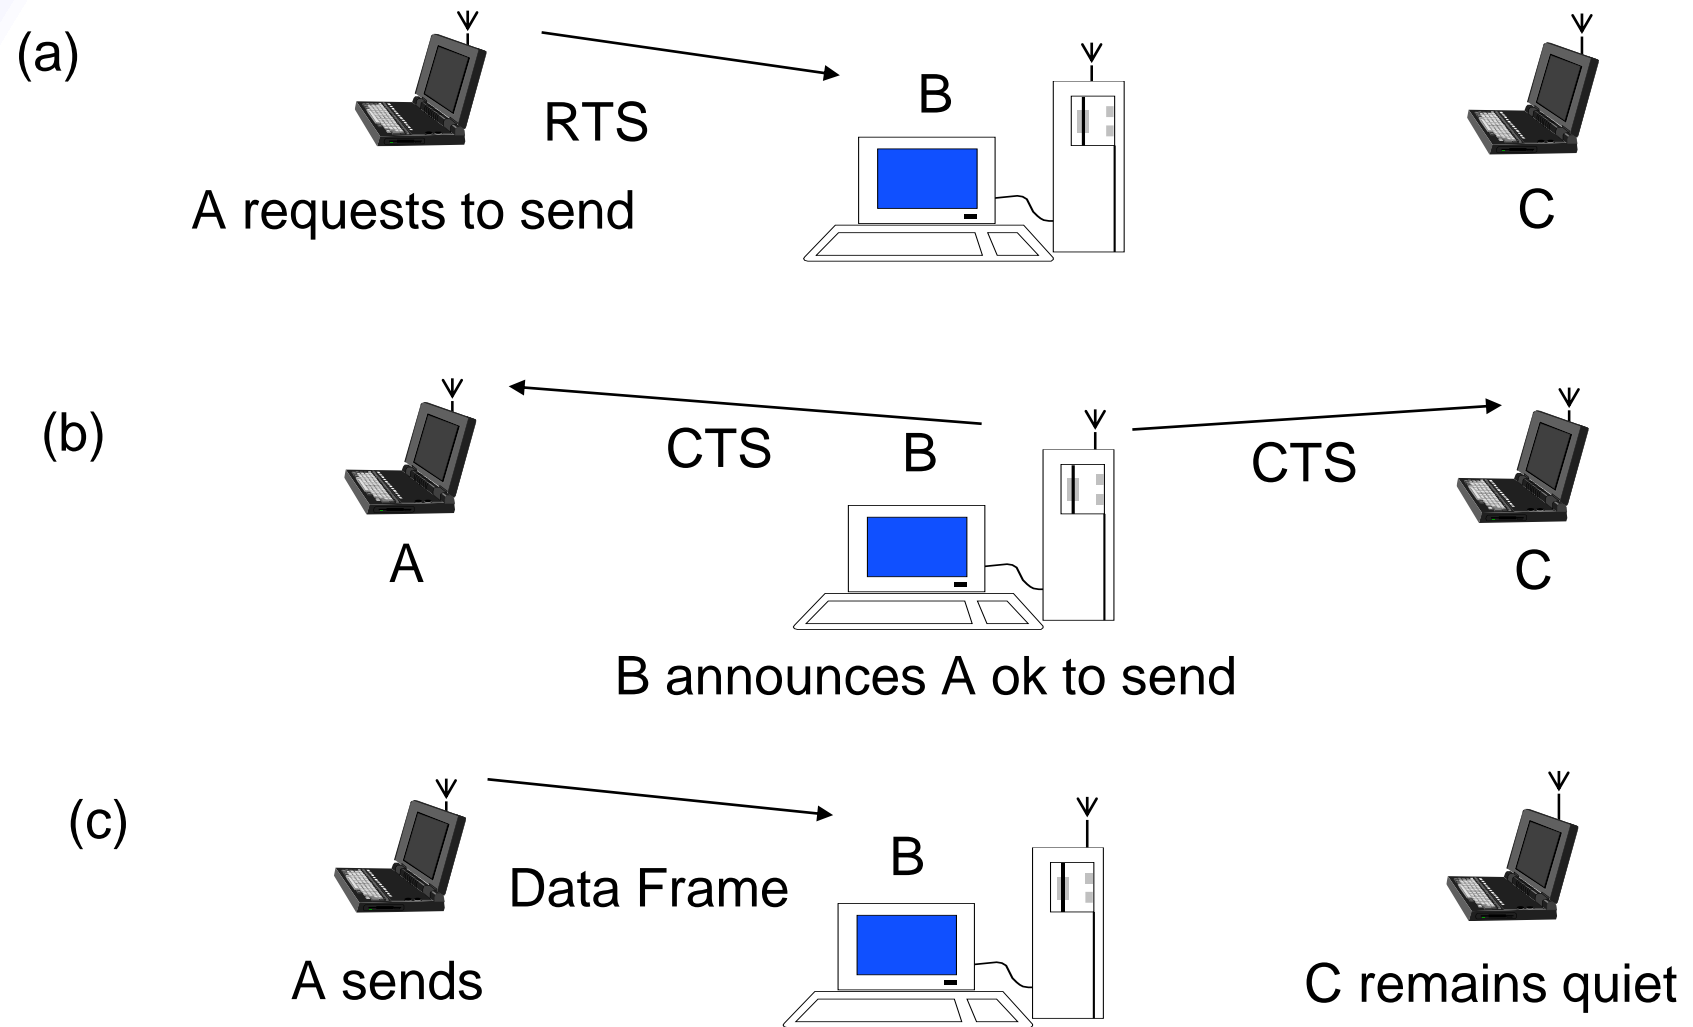 (a)
RTS
B
A requests to send
C
(b)
CTS
B
CTS
A
C
B announces A ok to send
(c)
B
Data Frame
A sends
C remains quiet